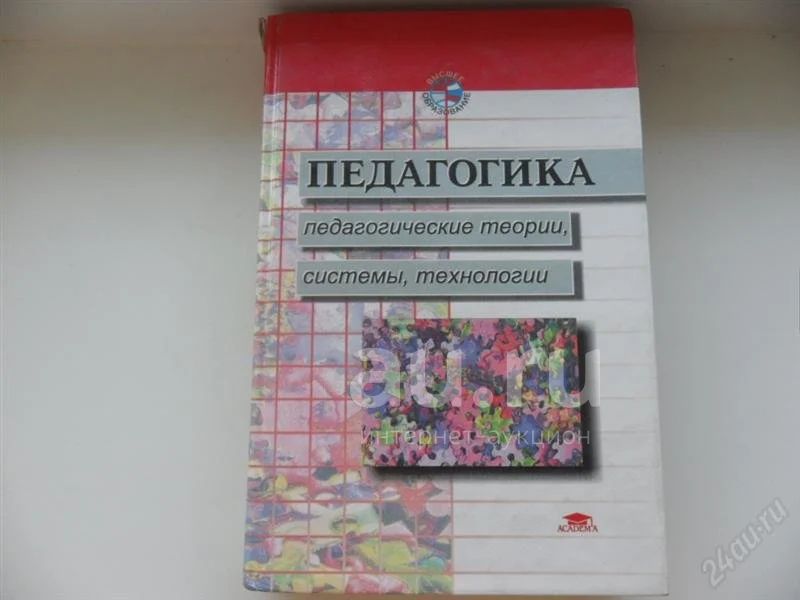 ВЫСШЕЕ
ОБРАЗОВАНИЕ
ПЕДАГОГИКА
педагогические теории,
системы, технологии
au.ru
интернет-аукцион
ACADEMA
24au.ru